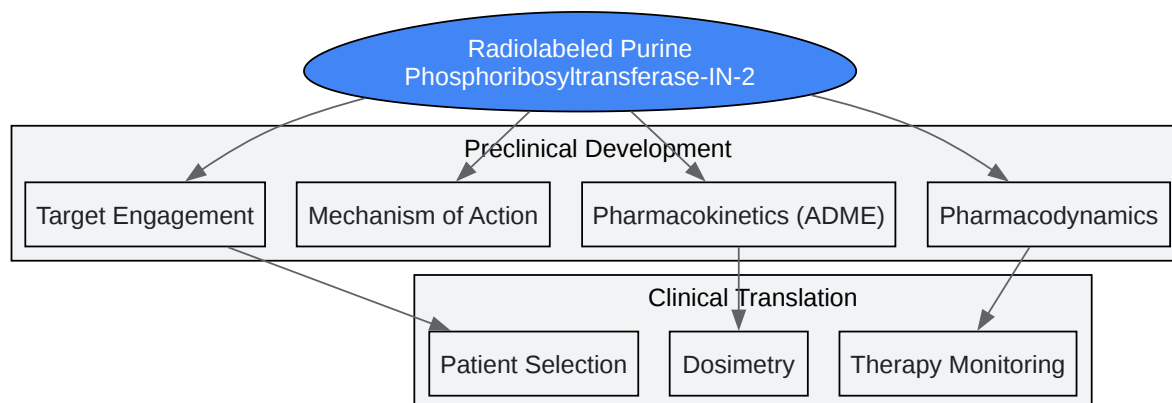 Radiolabeled Purine
Phosphoribosyltransferase-IN-2
Preclinical Development
Target Engagement
Mechanism of Action
Pharmacokinetics (ADME)
Pharmacodynamics
Clinical Translation
Patient Selection
Dosimetry
Therapy Monitoring